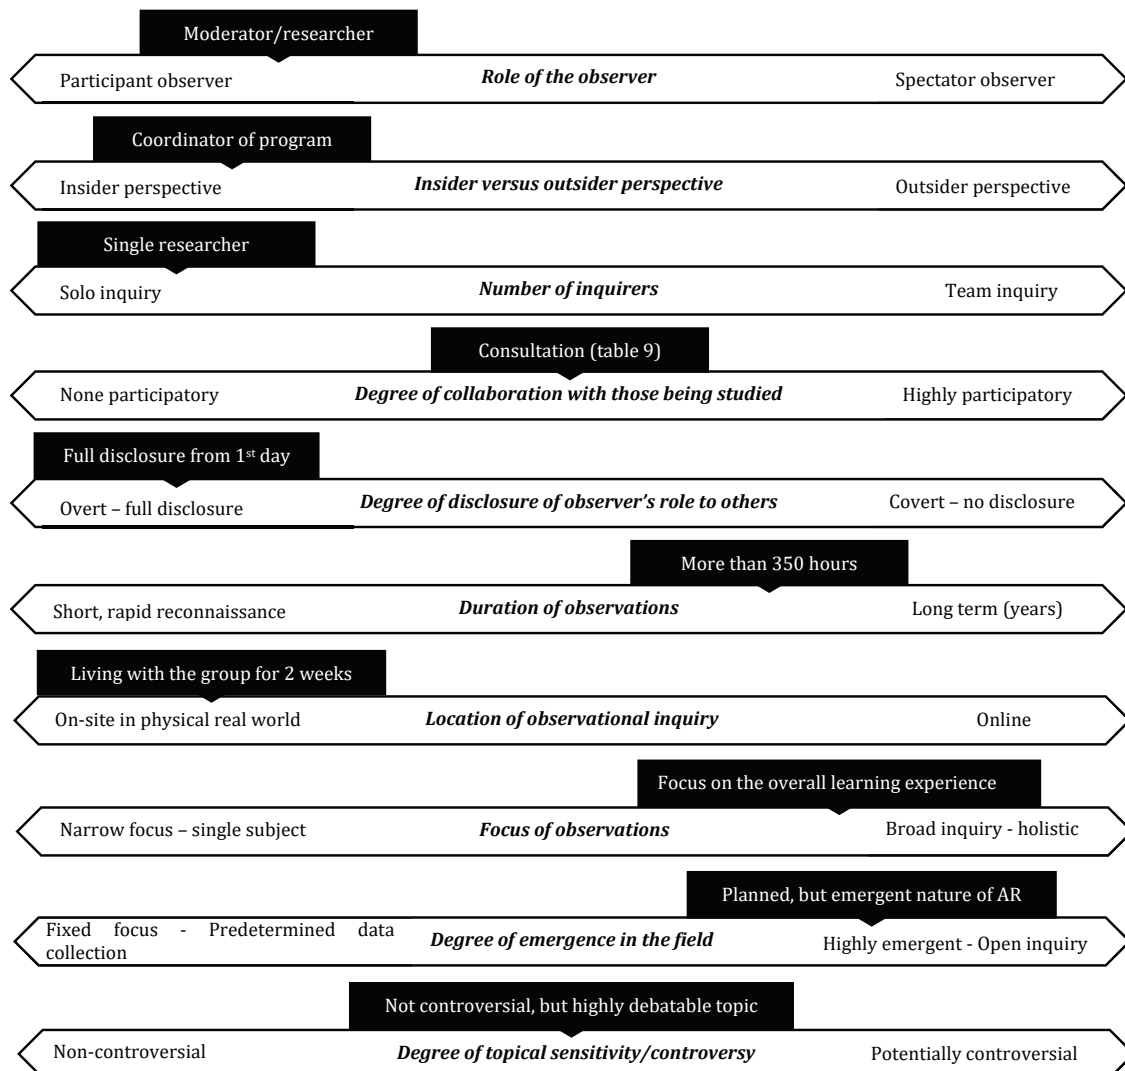 Moderator/researcher
Participant observer
Role of the observer
Spectator observer
Coordinator of program
Insider perspective
Insider versus outsider perspective
Outsider perspective
Single researcher
Solo inquiry
Number of inquirers
Team inquiry
Consultation (table 9)
None participatory
Degree of collaboration with those being studied
Highly participatory
Full disclosure from 1st day
Overt – full disclosure
Degree of disclosure of observer's role to others
Covert – no disclosure
More than 350 hours
Short, rapid reconnaissance
Duration of observations
Long term (years)
Living with the group for 2 weeks
On-site in physical real world
Location of observational inquiry
Online
Focus on the overall learning experience
Narrow focus – single subject
Focus of observations
Broad inquiry - holistic
Planned, but emergent nature of AR
Fixed focus - Predetermined data
collection
Degree of emergence in the field
Highly emergent - Open inquiry
Not controversial, but highly debatable topic
Non-controversial
Degree of topical sensitivity/controversy
Potentially controversial